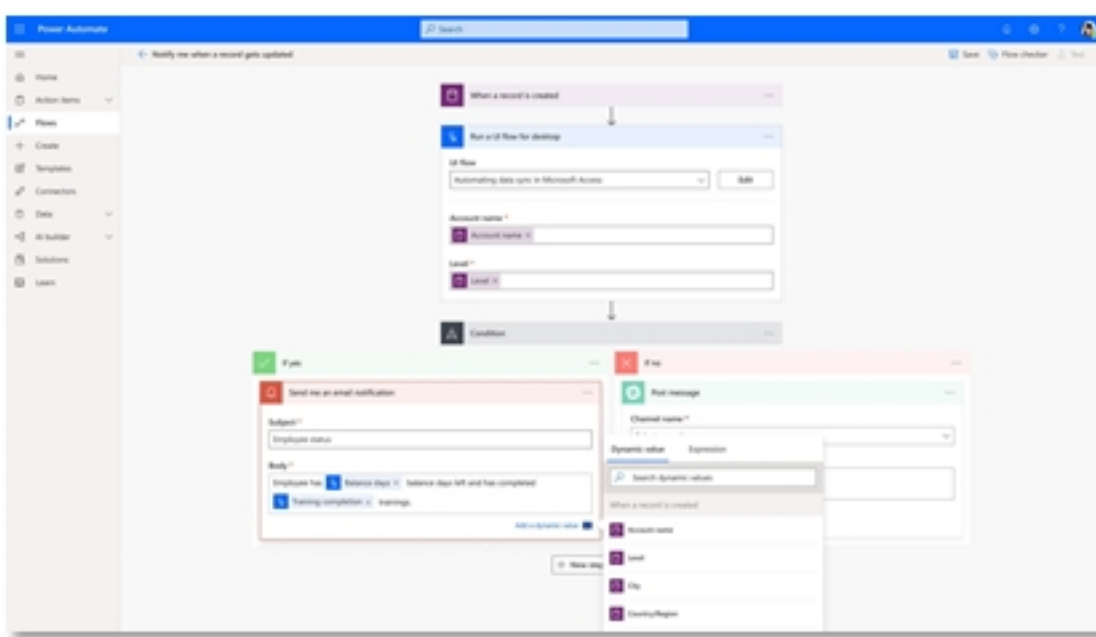 Power Automate
Search
Notify me when a record gets updated
Save
Flow checker
Test
Home
Action items
Flows
Create
Templates
Connectors
Data
AI builder
Solutions
Learn
When a record is created
Run a UI flow for desktop
UI flow
Automating data sync in Microsoft Access
Edit
Account name *
Account name ×
Level *
Level ×
Condition
If yes
If no
Send me an email notification
Subject *
Employee status
Body *
Employee has Balance days × balance days left and has completed
Training completion × trainings.
Add a dynamic value
Post message
Channel name *
Dynamic value
Expression
Search dynamic values
When a record is created
Account name
Level
City
Country/Region
+ New step